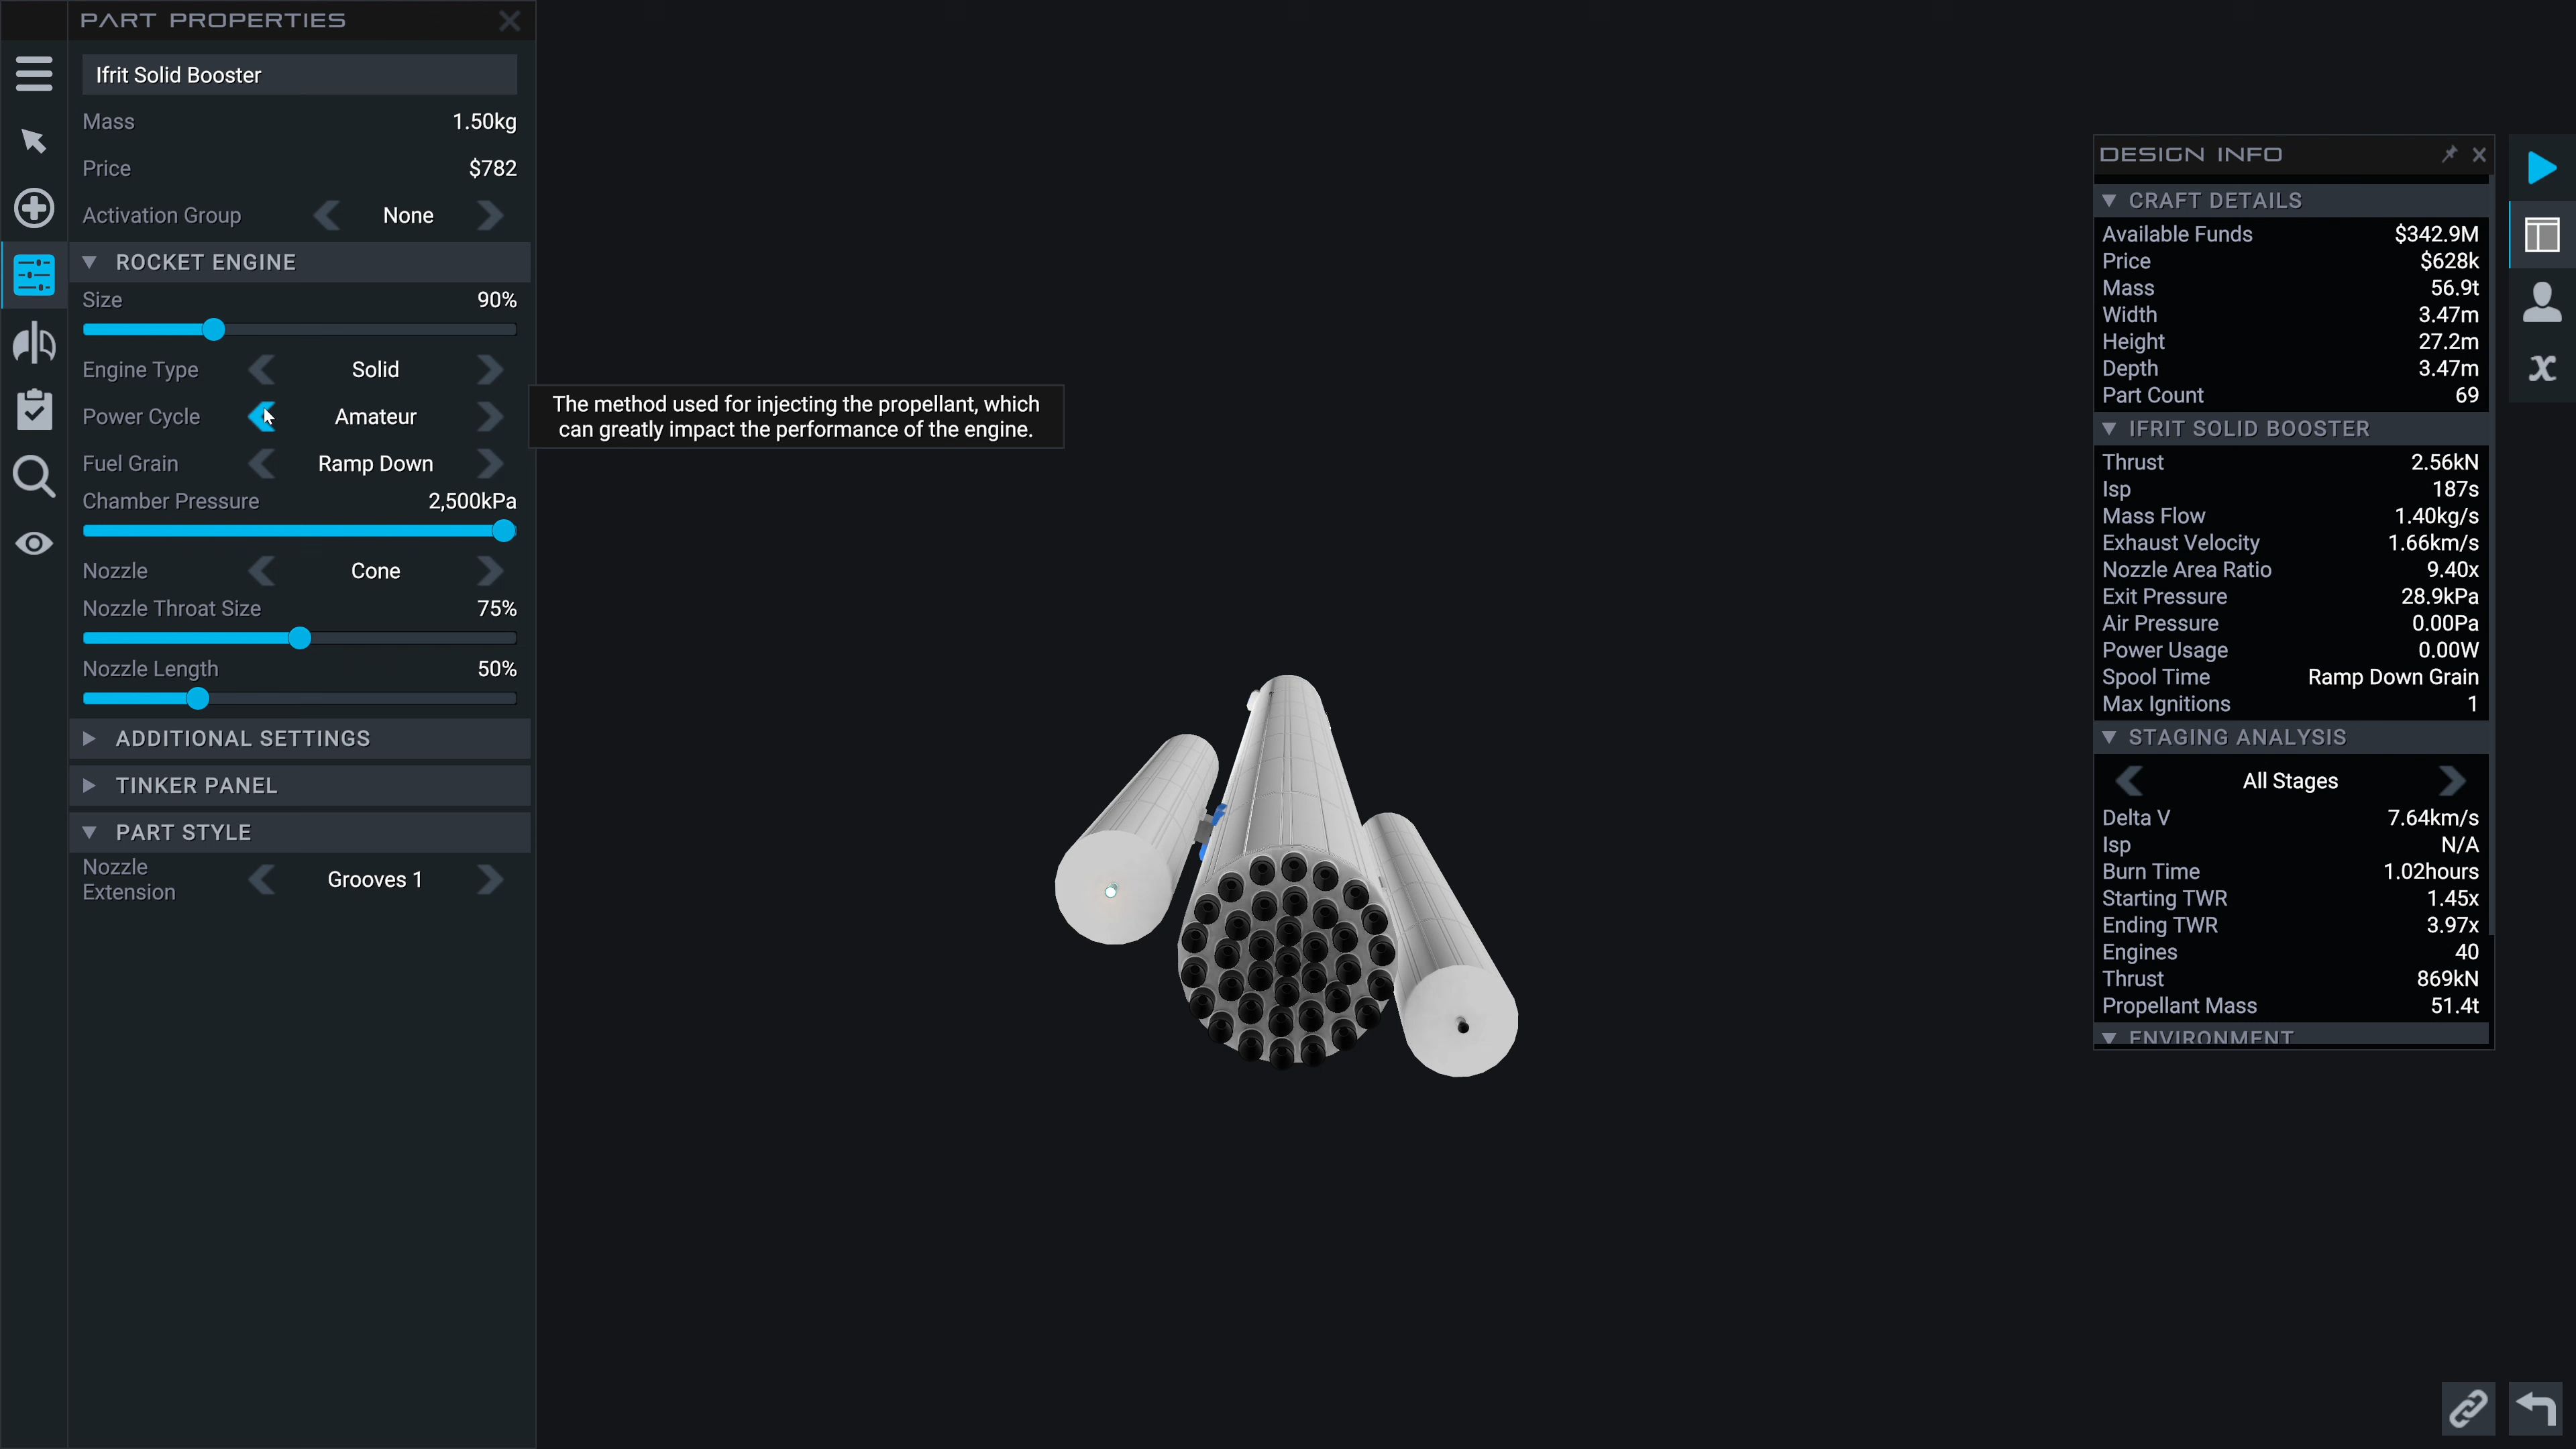 PART PROPERTIES
Ifrit Solid Booster
Mass 1.50kg
Price $782
Activation Group None
ROCKET ENGINE
Size 90%
Engine Type Solid
Power Cycle Amateur
Fuel Grain Ramp Down
Chamber Pressure 2,500kPa
Nozzle Cone
Nozzle Throat Size 75%
Nozzle Length 50%
ADDITIONAL SETTINGS
TINKER PANEL
PART STYLE
Nozzle
Extension Grooves 1
The method used for injecting the propellant, which
can greatly impact the performance of the engine.
DESIGN INFO
CRAFT DETAILS
Available Funds $342.9M
Price $628k
Mass 56.9t
Width 3.47m
Height 27.2m
Depth 3.47m
Part Count 69
IFRIT SOLID BOOSTER
Thrust 2.56kN
Isp 187s
Mass Flow 1.40kg/s
Exhaust Velocity 1.66km/s
Nozzle Area Ratio 9.40x
Exit Pressure 28.9kPa
Air Pressure 0.00Pa
Power Usage 0.00W
Spool Time Ramp Down Grain
Max Ignitions 1
STAGING ANALYSIS
All Stages
Delta V 7.64km/s
Isp N/A
Burn Time 1.02hours
Starting TWR 1.45x
Ending TWR 3.97x
Engines 40
Thrust 869kN
Propellant Mass 51.4t
ENVIRONMENT